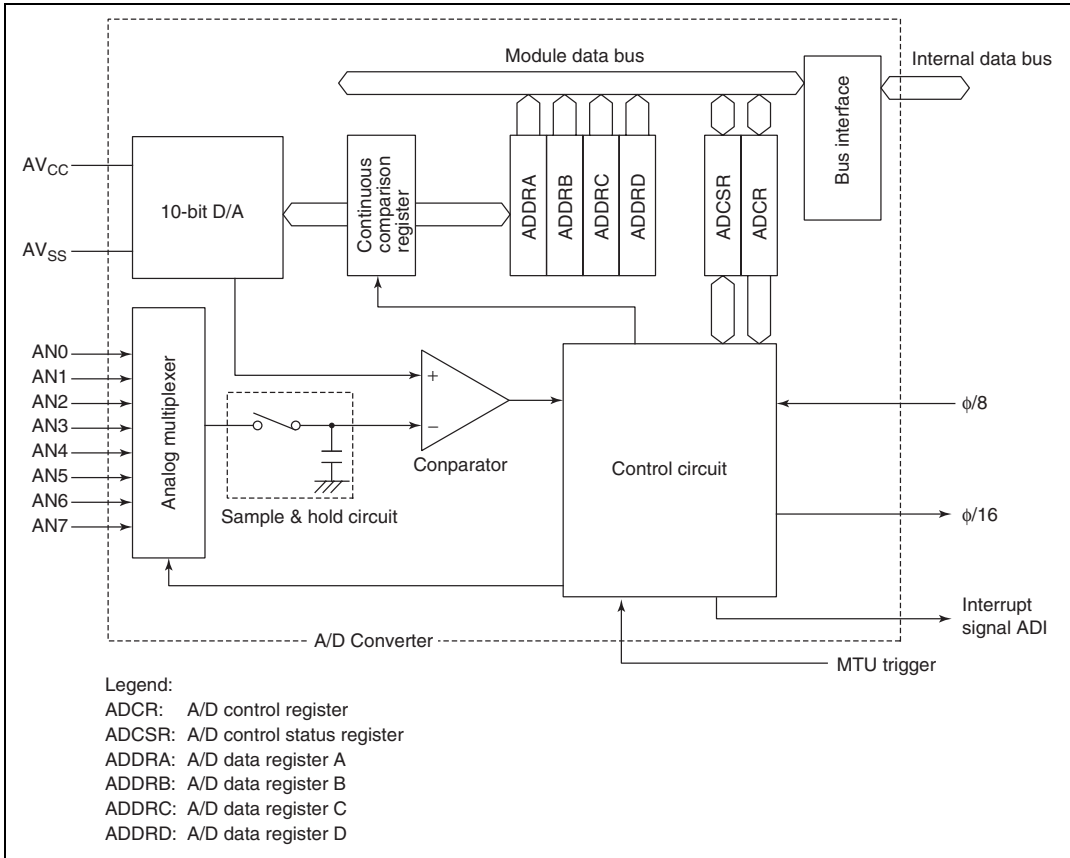 Module data bus
Internal data bus
Bus interface
AVCC
AVSS
10-bit D/A
Continuous
comparison
register
ADDRA
ADDRB
ADDRC
ADDRD
ADCSR
ADCR
AN0
AN1
AN2
AN3
AN4
AN5
AN6
AN7
Analog multiplexer
+
−
Conparator
Sample & hold circuit
Control circuit
ϕ/8
ϕ/16
Interrupt
signal ADI
A/D Converter
MTU trigger
Legend:
ADCR: A/D control register
ADCSR: A/D control status register
ADDRA: A/D data register A
ADDRB: A/D data register B
ADDRC: A/D data register C
ADDRD: A/D data register D